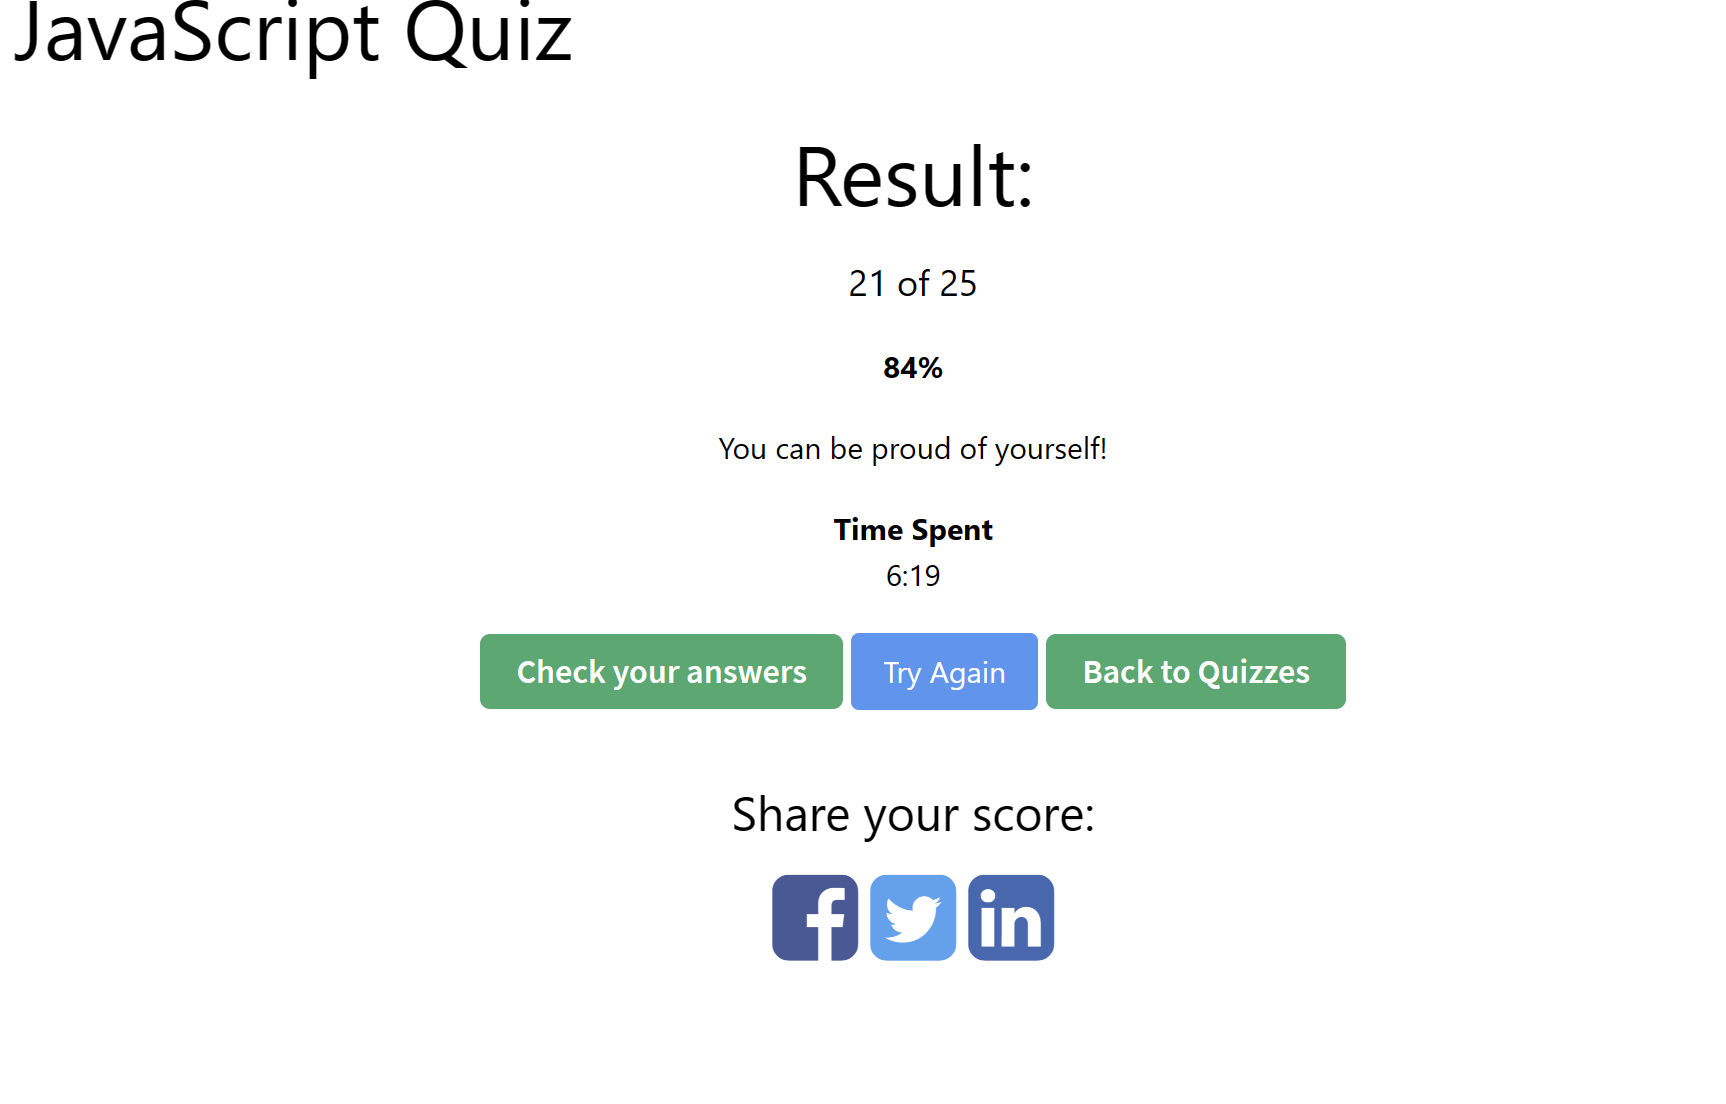 JavaScript Quiz
Result:
21 of 25
84%
You can be proud of yourself!
Time Spent
6:19
Check your answers Try Again Back to Quizzes
Share your score:
f in